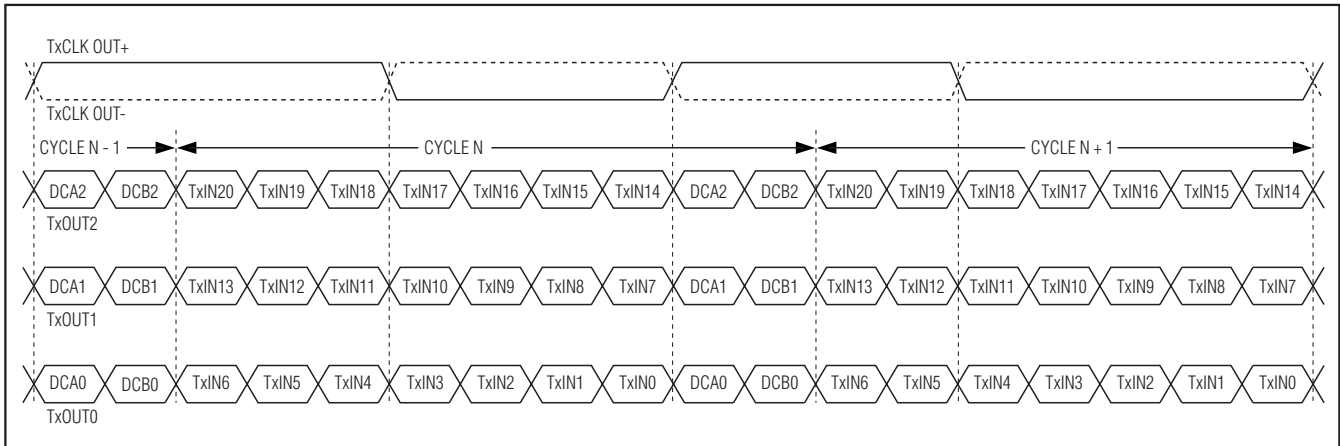 TxCLK OUT+
TxCLK OUT-
CYCLE N - 1 CYCLE N CYCLE N + 1
DCA2 DCB2 TxIN20 TxIN19 TxIN18 TxIN17 TxIN16 TxIN15 TxIN14 DCA2 DCB2 TxIN20 TxIN19 TxIN18 TxIN17 TxIN16 TxIN15 TxIN14
TxOUT2
DCA1 DCB1 TxIN13 TxIN12 TxIN11 TxIN10 TxIN9 TxIN8 TxIN7 DCA1 DCB1 TxIN13 TxIN12 TxIN11 TxIN10 TxIN9 TxIN8 TxIN7
TxOUT1
DCA0 DCB0 TxIN6 TxIN5 TxIN4 TxIN3 TxIN2 TxIN1 TxIN0 DCA0 DCB0 TxIN6 TxIN5 TxIN4 TxIN3 TxIN2 TxIN1 TxIN0
TxOUT0